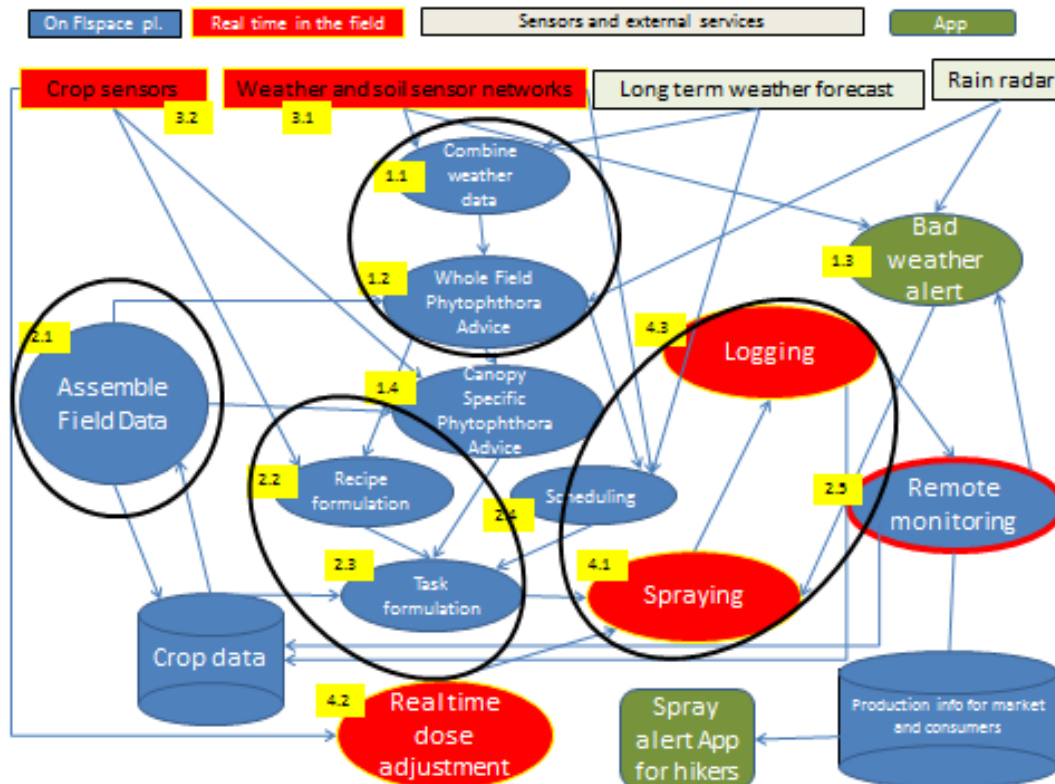 On FIspace pl.
Real time in the field
Sensors and external services
App
Crop sensors
Weather and soil sensor networks
Long term weather forecast
Rain radar
3.2
3.1
1.1
Combine
weather
data
1.2
Whole Field
Phytophthora
Advice
1.3
Bad
weather
alert
2.1
Assemble
Field Data
1.4
Canopy
Specific
Phytophthora
Advice
4.3
Logging
2.2
Recipe
formulation
2.4
Scheduling
2.5
Remote
monitoring
2.3
Task
formulation
4.1
Spraying
Crop data
4.2
Real time
dose
adjustment
Spray
alert App
for hikers
Production info for market
and consumers